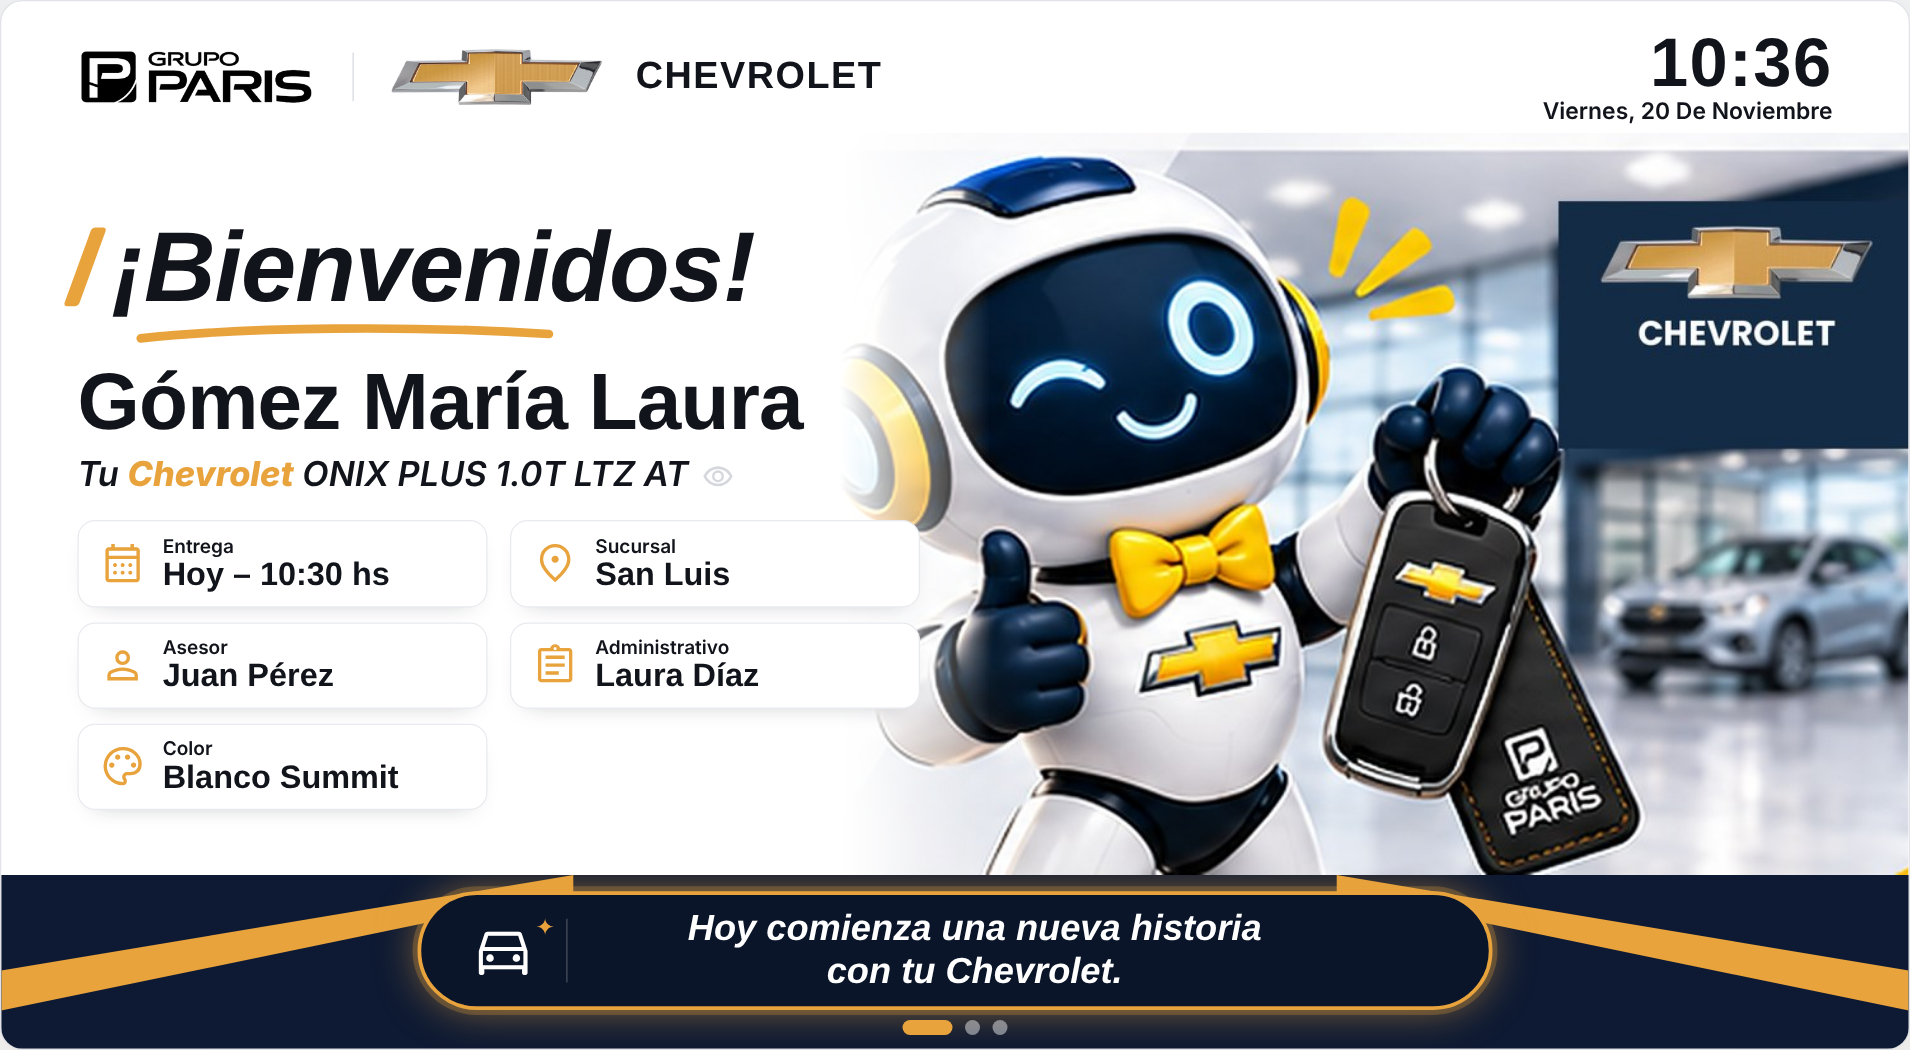 GRUPO
PARIS
CHEVROLET
10:36
Viernes, 20 De Noviembre
¡Bienvenidos!
CHEVROLET
Gómez María Laura
Tu Chevrolet ONIX PLUS 1.0T LTZ AT
Entrega
Hoy – 10:30 hs
Sucursal
San Luis
Asesor
Juan Pérez
Administrativo
Laura Díaz
Color
Blanco Summit
GRUPO
PARIS
Hoy comienza una nueva historia
con tu Chevrolet.